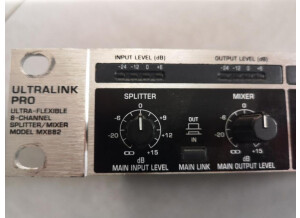 INPUT LEVEL (dB)
-24 -12 0 +6
OUTPUT LEVEL (dB)
-24 -12 0 +6
ULTRALINK
PRO
ULTRA-FLEXIBLE
8-CHANNEL
SPLITTER/MIXER
MODEL MX882
SPLITTER
0
-6 +9
-20 +12
∞ +15
dB
MAIN INPUT LEVEL
OUT
IN
MAIN LINK
MIXER
0
-6 +9
-20 +12
∞ +15
dB
MAIN OUTPUT LEVEL